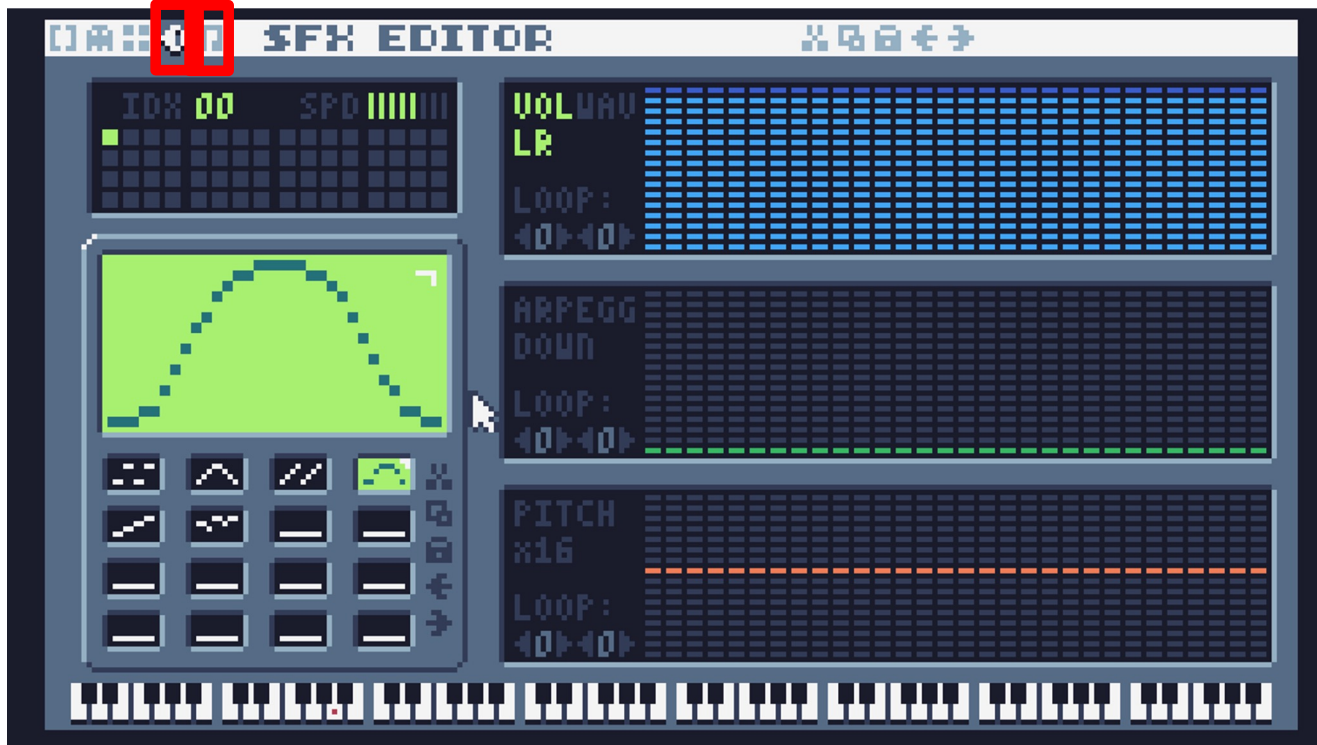 SFX EDITOR
IDX 00 SPD
VOL WAV
LR
LOOP:
0 0
ARPEGG
DOWN
LOOP:
0 0
PITCH
x16
LOOP:
0 0